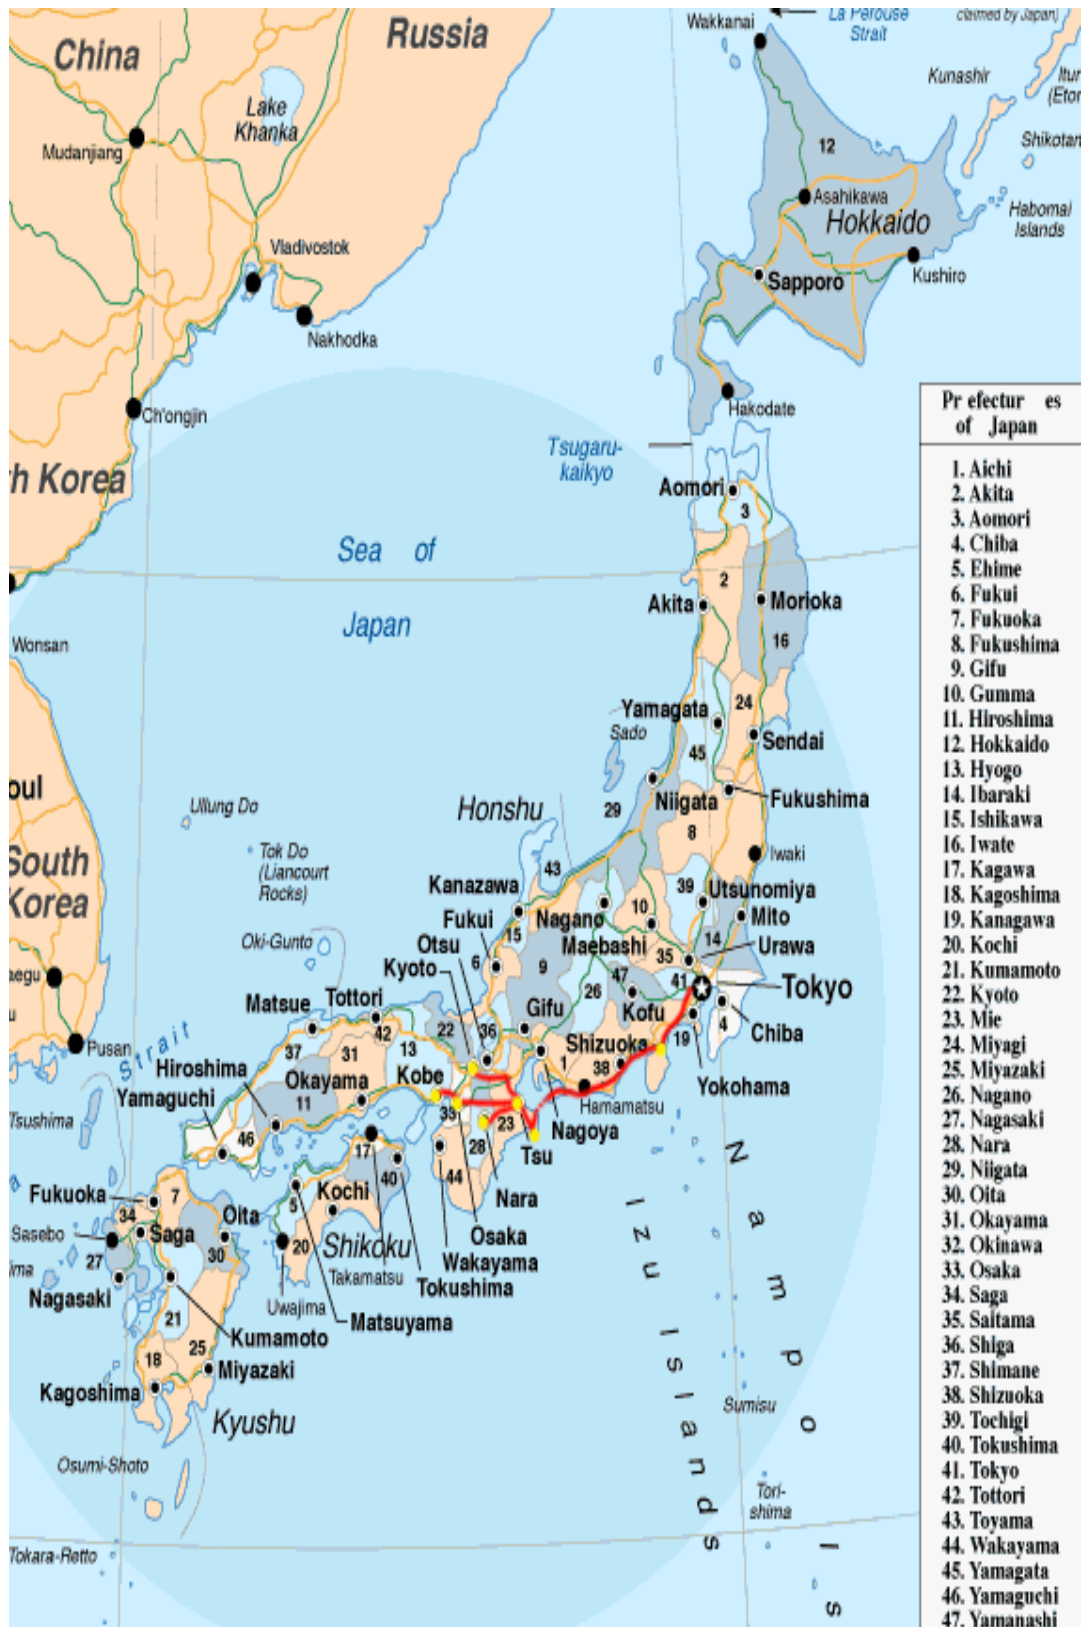 China
Russia
Lake
Khanka
Mudanjiang
Vladivostok
Nakhodka
Ch'ongjin
h Korea
Wonsan
oul
South
Korea
aegu
Pusan
Strait
Tsushima
Wakkanai
La Perouse
Strait
claimed by Japan)
Kunashir
Itur
(Etor
Shikotan
Habomai
Islands
12
Asahikawa
Hokkaido
Kushiro
Sapporo
Hakodate
Tsugaru-
kaikyo
Sea of
Japan
Aomori
3
2
Akita
Morioka
16
Yamagata
24
Sado
45
Sendai
Niigata
29
Fukushima
8
Honshu
Iwaki
Ullung Do
Tok Do
(Liancourt
Rocks)
43
Kanazawa
39
Utsunomiya
Fukui
Nagano
10
Mito
15
Maebashi
14
Otsu
Urawa
Oki-Gunto
35
Kyoto
6
9
47
41
Tokyo
26
Matsue
Tottori
Gifu
Kofu
4
Chiba
42
22
36
19
37
31
13
Shizuoka
Hiroshima
1
38
Okayama
Kobe
Yokohama
Yamaguchi
11
33
Hamamatsu
23
Nagoya
46
17
28
Tsu
40
44
Fukuoka
7
Kochi
Nara
34
5
Oita
Sasebo
Saga
Osaka
30
20
Shikoku
Wakayama
27
Takamatsu
Tokushima
Nagasaki
Uwajima
21
Matsuyama
Kumamoto
18
25
Miyazaki
Kagoshima
Kyushu
Osumi-Shoto
Tokara-Retto
Sumisu
Tori-
shima
Izu Islands
Nampo Is
Pr efectur es
of Japan
1. Aichi
2. Akita
3. Aomori
4. Chiba
5. Ehime
6. Fukui
7. Fukuoka
8. Fukushima
9. Gifu
10. Gumma
11. Hiroshima
12. Hokkaido
13. Hyogo
14. Ibaraki
15. Ishikawa
16. Iwate
17. Kagawa
18. Kagoshima
19. Kanagawa
20. Kochi
21. Kumamoto
22. Kyoto
23. Mie
24. Miyagi
25. Miyazaki
26. Nagano
27. Nagasaki
28. Nara
29. Niigata
30. Oita
31. Okayama
32. Okinawa
33. Osaka
34. Saga
35. Saitama
36. Shiga
37. Shimane
38. Shizuoka
39. Tochigi
40. Tokushima
41. Tokyo
42. Tottori
43. Toyama
44. Wakayama
45. Yamagata
46. Yamaguchi
47. Yamanashi